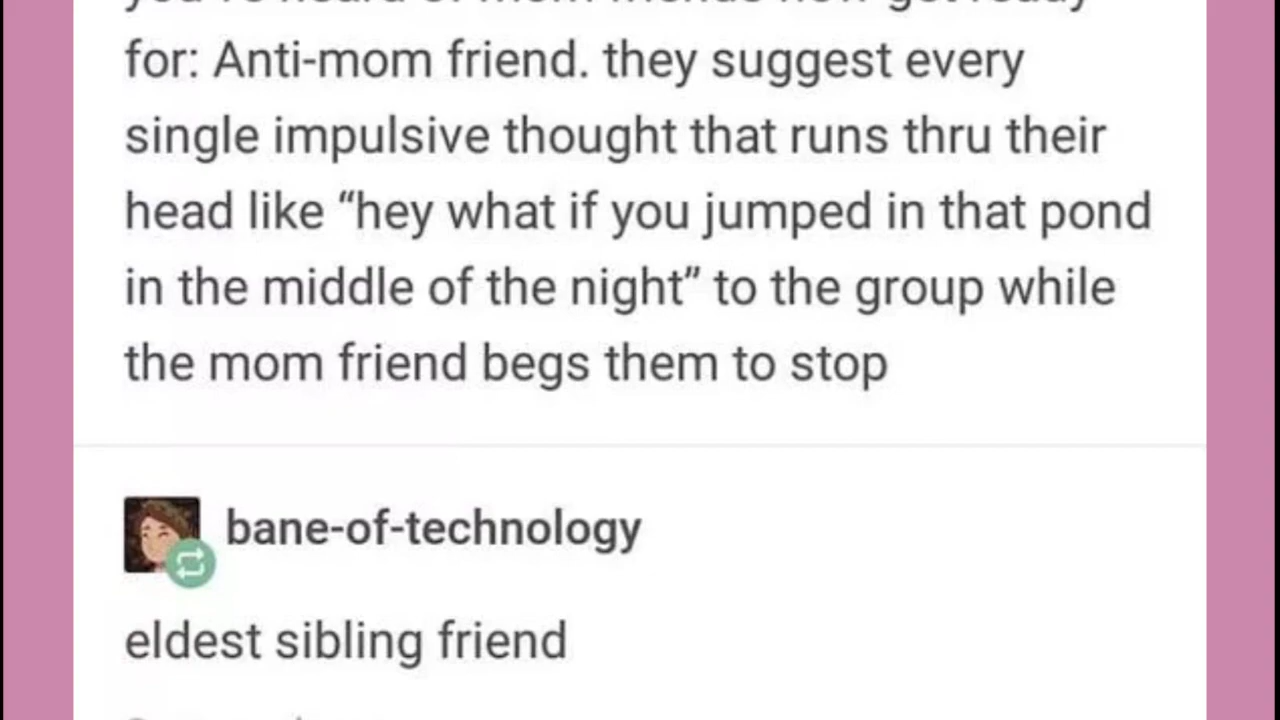 for: Anti-mom friend. they suggest every
single impulsive thought that runs thru their
head like “hey what if you jumped in that pond
in the middle of the night” to the group while
the mom friend begs them to stop
bane-of-technology
eldest sibling friend